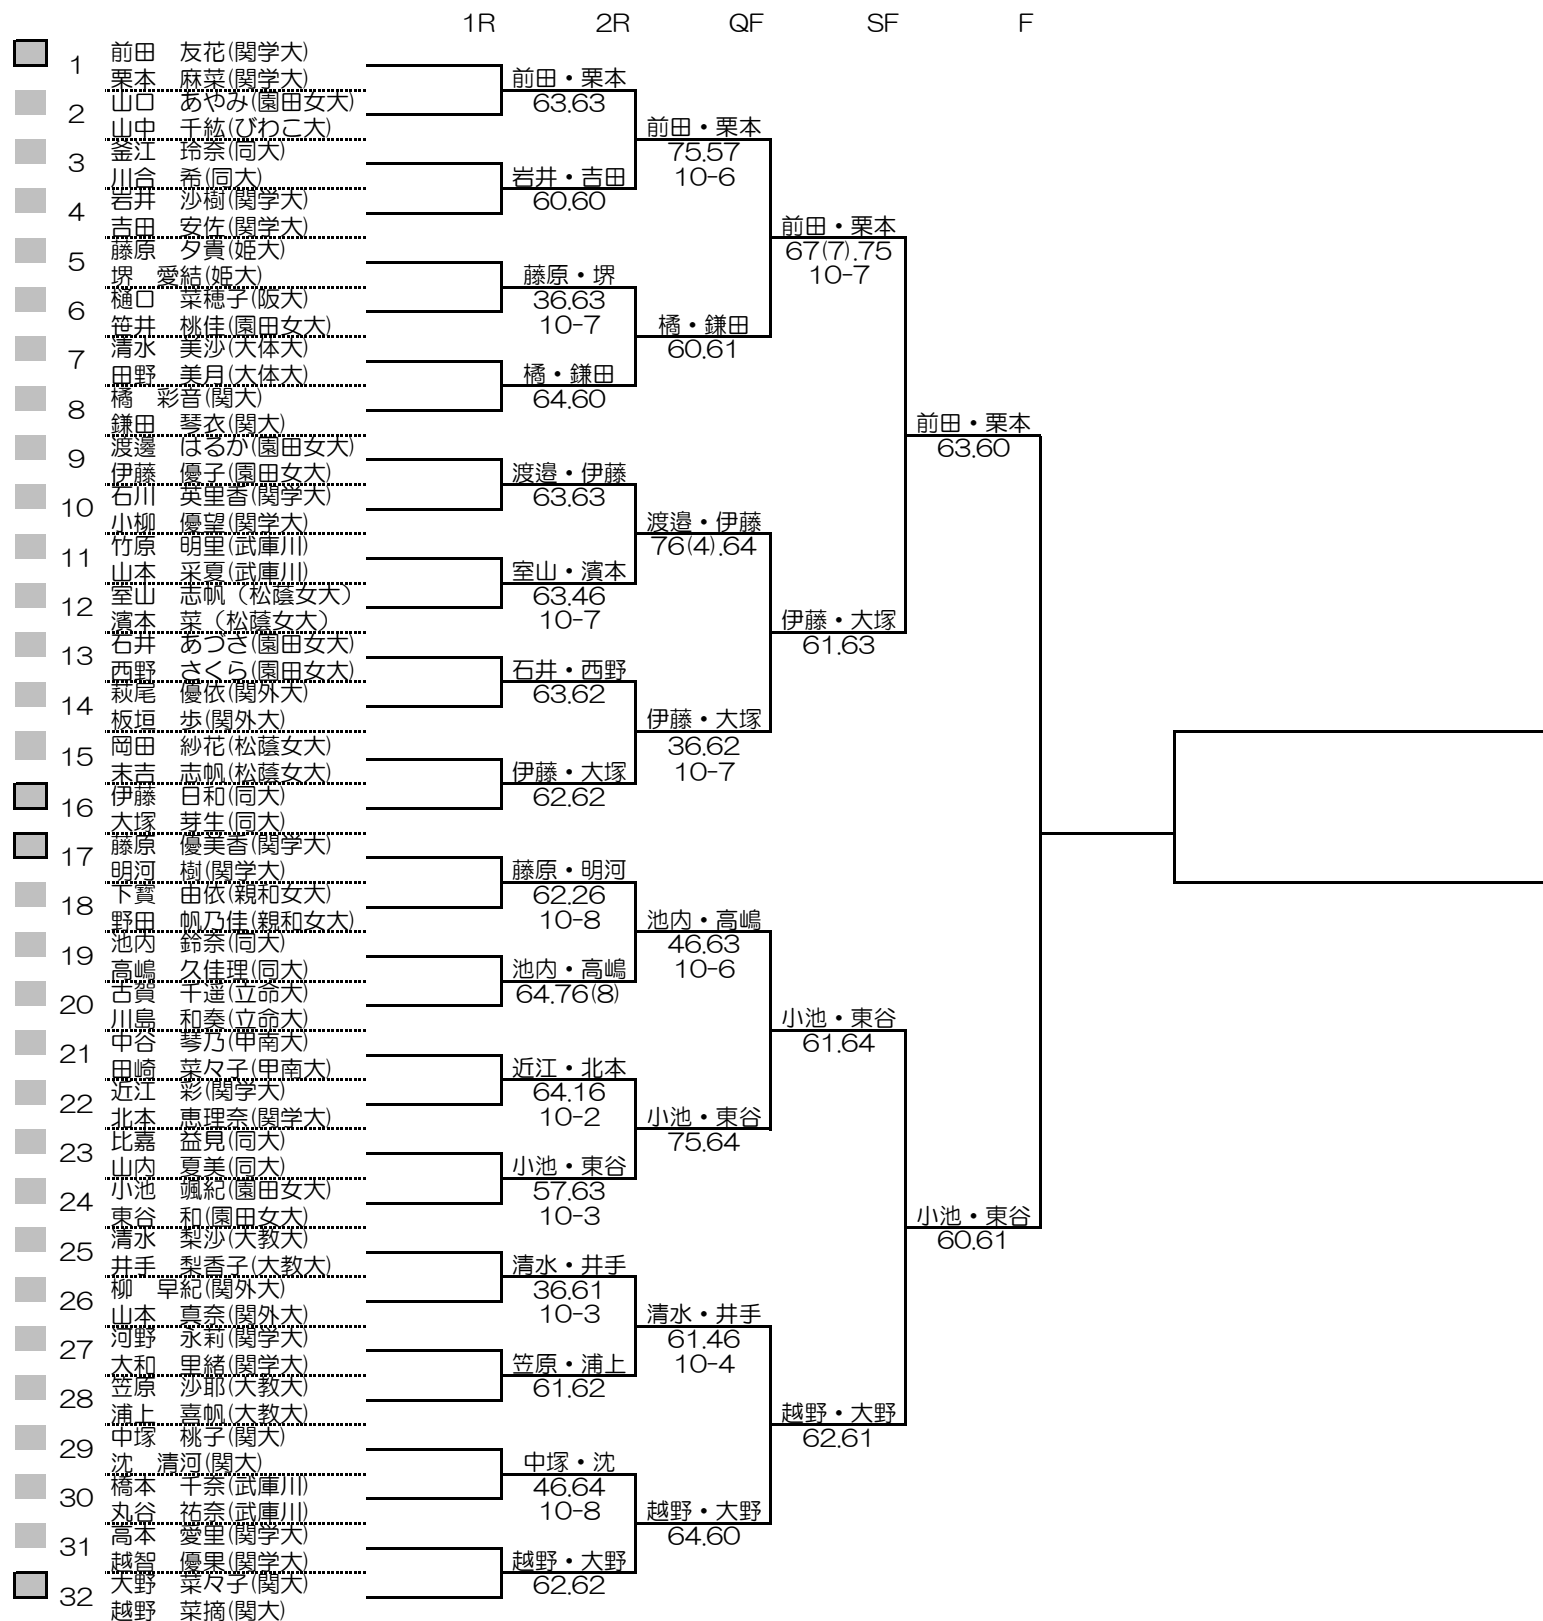 1R 2R QF SF F
1 前田 友花(関学大)
栗本 麻菜(関学大)
2 山口 あやみ(園田女大)
山中 千紘(びわこ大)
3 釜江 玲奈(同大)
川合 希(同大)
4 岩井 沙樹(関学大)
吉田 安佐(関学大)
5 藤原 夕貴(姫大)
堺 愛結(姫大)
6 樋口 菜穂子(阪大)
笹井 桃佳(園田女大)
7 清水 美沙(大体大)
田野 美月(大体大)
8 橘 彩音(関大)
鎌田 琴衣(関大)
9 渡邊 はるか(園田女大)
伊藤 優子(園田女大)
10 石川 英里香(関学大)
小柳 優望(関学大)
11 竹原 明里(武庫川)
山本 采夏(武庫川)
12 室山 志帆（松蔭女大）
濱本 菜（松蔭女大）
13 石井 あづさ(園田女大)
西野 さくら(園田女大)
14 萩尾 優依(関外大)
板垣 歩(関外大)
15 岡田 紗花(松蔭女大)
末吉 志帆(松蔭女大)
16 伊藤 日和(同大)
大塚 芽生(同大)
17 藤原 優美香(関学大)
明河 樹(関学大)
18 下寳 由依(親和女大)
野田 帆乃佳(親和女大)
19 池内 鈴奈(同大)
高嶋 久佳理(同大)
20 古賀 千遥(立命大)
川島 和奏(立命大)
21 中谷 琴乃(甲南大)
田崎 菜々子(甲南大)
22 近江 彩(関学大)
北本 恵理奈(関学大)
23 比嘉 益見(同大)
山内 夏美(同大)
24 小池 颯紀(園田女大)
東谷 和(園田女大)
25 清水 梨沙(大教大)
井手 梨香子(大教大)
26 柳 早紀(関外大)
山本 真奈(関外大)
27 河野 永莉(関学大)
大和 里緒(関学大)
28 笠原 沙耶(大教大)
浦上 喜帆(大教大)
29 中塚 桃子(関大)
沈 清河(関大)
30 橋本 千奈(武庫川)
丸谷 祐奈(武庫川)
31 高本 愛里(関学大)
越智 優果(関学大)
32 大野 菜々子(関大)
越野 菜摘(関大)
前田・栗本
63.63
岩井・吉田
60.60
藤原・堺
36.63
10-7
橘・鎌田
64.60
渡邉・伊藤
63.63
室山・濱本
63.46
10-7
石井・西野
63.62
伊藤・大塚
62.62
藤原・明河
62.26
10-8
池内・高嶋
64.76(8)
近江・北本
64.16
10-2
小池・東谷
57.63
10-3
清水・井手
36.61
10-3
笠原・浦上
61.62
中塚・沈
46.64
10-8
越野・大野
62.62
前田・栗本
75.57
10-6
橘・鎌田
60.61
渡邉・伊藤
76(4).64
伊藤・大塚
36.62
10-7
池内・高嶋
46.63
10-6
小池・東谷
75.64
清水・井手
61.46
10-4
越野・大野
64.60
前田・栗本
67(7).75
10-7
伊藤・大塚
61.63
小池・東谷
61.64
越野・大野
62.61
前田・栗本
63.60
小池・東谷
60.61